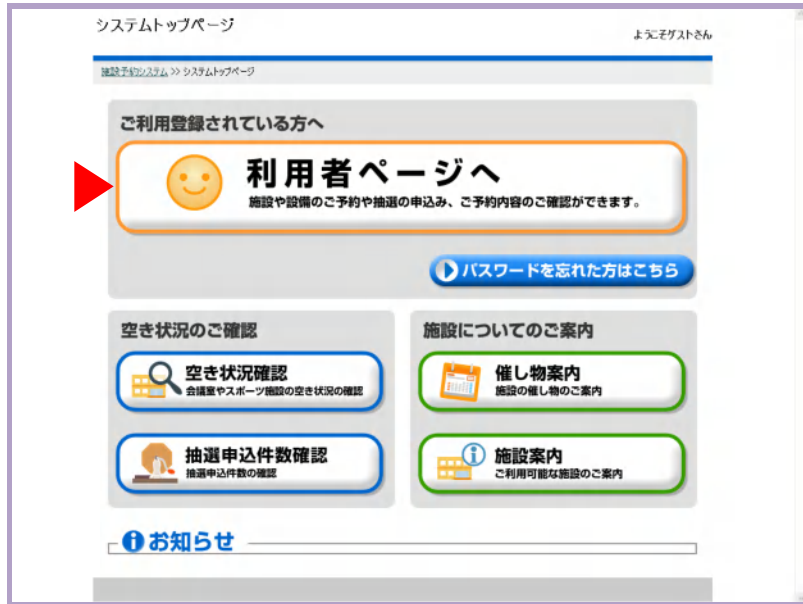 システムトップページ
ようこそゲストさん
施設予約システム >> システムトップページ
ご利用登録されている方へ
利用者ページへ
施設や設備のご予約や抽選の申込み、ご予約内容のご確認ができます。
パスワードを忘れた方はこちら
空き状況のご確認
空き状況確認
会議室やスポーツ施設の空き状況の確認
抽選申込件数確認
抽選申込件数の確認
施設についてのご案内
催し物案内
施設の催し物のご案内
施設案内
ご利用可能な施設のご案内
お知らせ